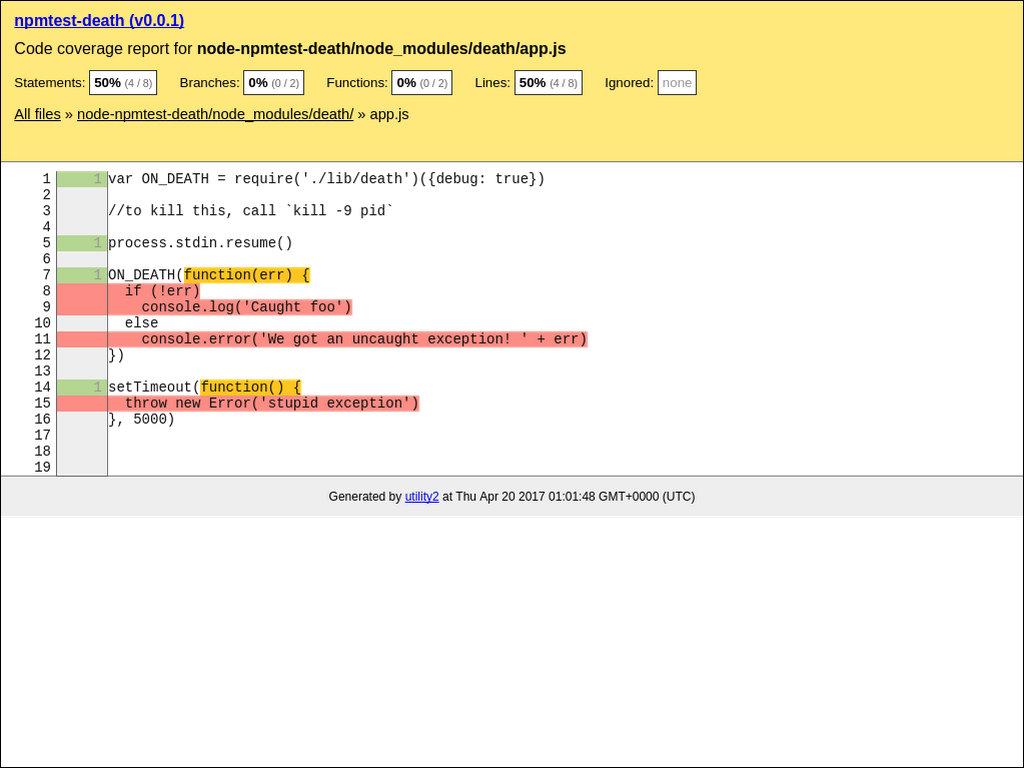 npmtest-death (v0.0.1)
Code coverage report for node-npmtest-death/node_modules/death/app.js
Statements: 50% (4 / 8) Branches: 0% (0 / 2) Functions: 0% (0 / 2) Lines: 50% (4 / 8) Ignored: none
All files » node-npmtest-death/node_modules/death/ » app.js
1 1 var ON_DEATH = require('./lib/death')({debug: true})
2
3 //to kill this, call `kill -9 pid`
4
5 1 process.stdin.resume()
6
7 1 ON_DEATH(function(err) {
8   if (!err)
9     console.log('Caught foo')
10   else
11     console.error('We got an uncaught exception! ' + err)
12 })
13
14 1 setTimeout(function() {
15   throw new Error('stupid exception')
16 }, 5000)
17
18
19
Generated by utility2 at Thu Apr 20 2017 01:01:48 GMT+0000 (UTC)